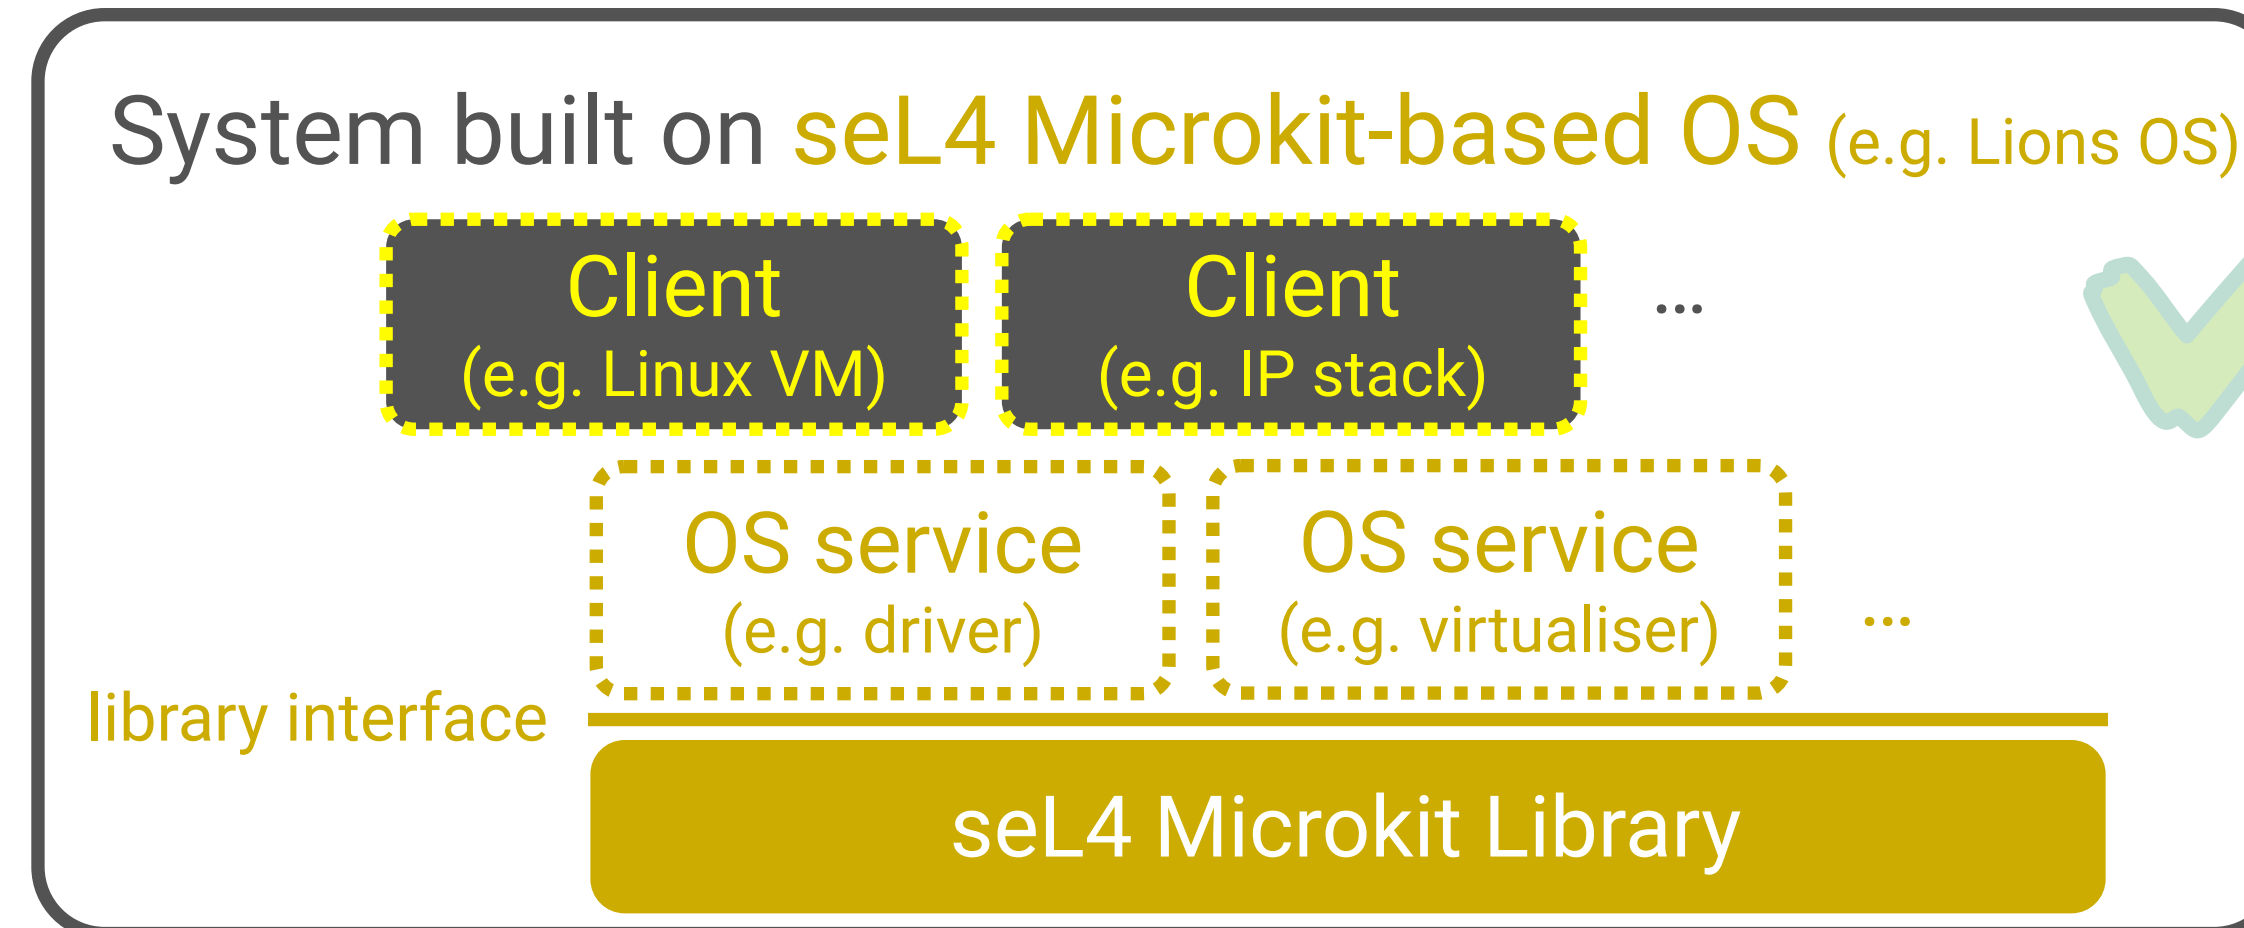 System built on seL4 Microkit-based OS (e.g. Lions OS)
Client
(e.g. Linux VM)
Client
(e.g. IP stack)
...
OS service
(e.g. driver)
OS service
(e.g. virtualiser)
...
library interface
seL4 Microkit Library